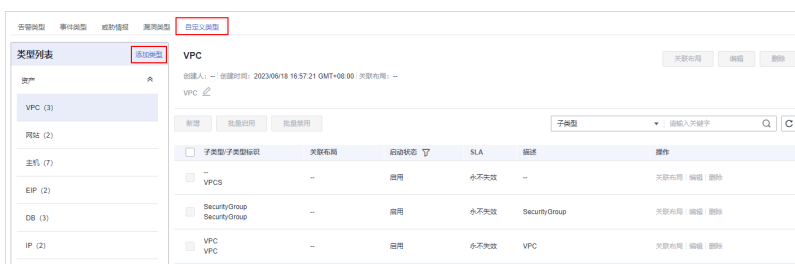 告警类型 事件类型 威胁情报 漏洞类型 自定义类型
类型列表 添加类型
资产
VPC (3)
网站 (2)
主机 (7)
EIP (2)
DB (3)
IP (2)
VPC
关联布局 编辑 删除
创建人: -- 创建时间: 2023/06/18 16:57:21 GMT+08:00 关联布局: --
VPC
新增 批量启用 批量禁用
子类型 请输入关键字
子类型/子类型标识 关联布局 启动状态 SLA 描述 操作
--
VPCS -- 启用 永不失效 -- 关联布局 编辑 删除
SecurityGroup
SecurityGroup -- 启用 永不失效 SecurityGroup 关联布局 编辑 删除
VPC
VPC -- 启用 永不失效 VPC 关联布局 编辑 删除